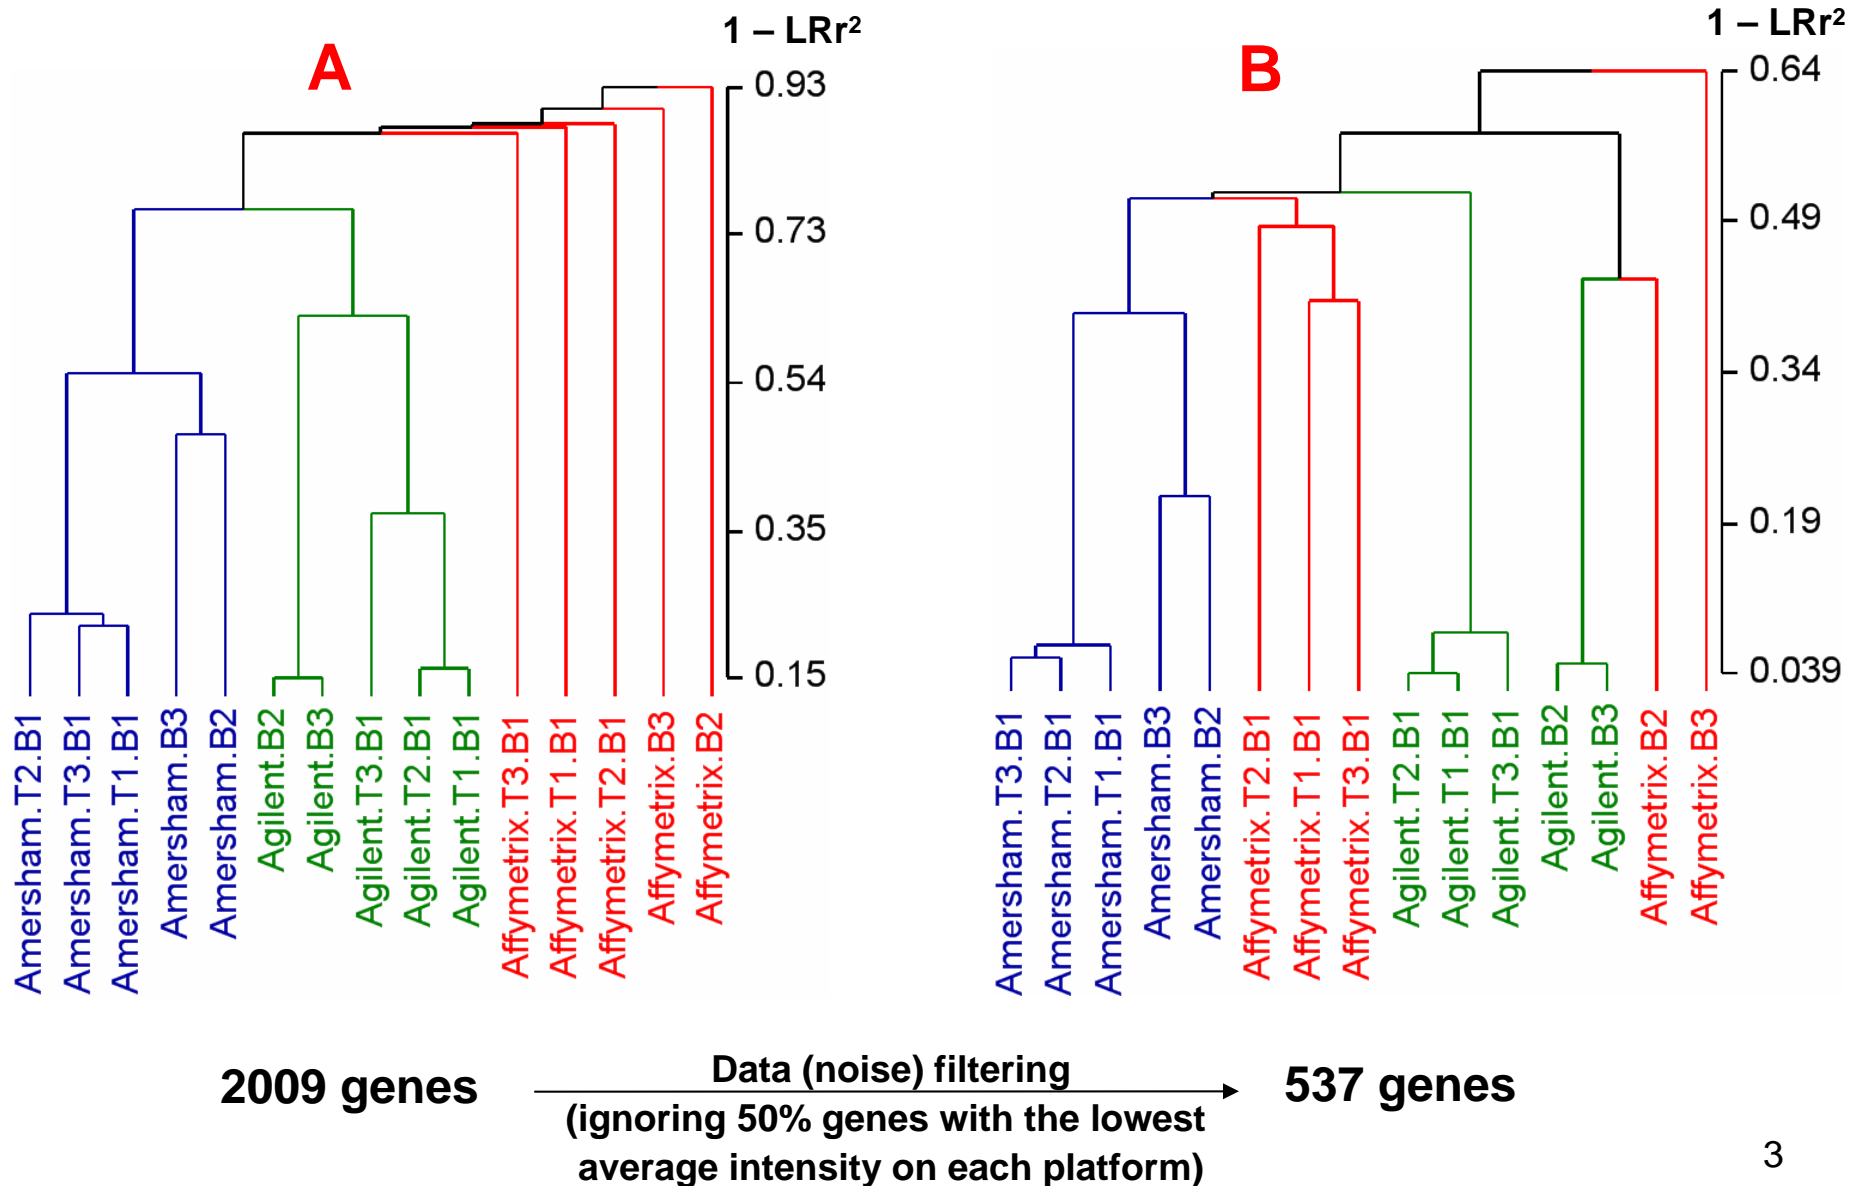 A
1 – LRr²
0.93
0.73
0.54
0.35
0.15
Amersham.T2.B1
Amersham.T3.B1
Amersham.T1.B1
Amersham.B3
Amersham.B2
Agilent.B2
Agilent.B3
Agilent.T3.B1
Agilent.T2.B1
Agilent.T1.B1
Affymetrix.T3.B1
Affymetrix.T1.B1
Affymetrix.T2.B1
Affymetrix.B3
Affymetrix.B2
B
1 – LRr²
0.64
0.49
0.34
0.19
0.039
Amersham.T3.B1
Amersham.T2.B1
Amersham.T1.B1
Amersham.B3
Amersham.B2
Affymetrix.T2.B1
Affymetrix.T1.B1
Affymetrix.T3.B1
Agilent.T2.B1
Agilent.T1.B1
Agilent.T3.B1
Agilent.B2
Agilent.B3
Affymetrix.B2
Affymetrix.B3
2009 genes
Data (noise) filtering
(ignoring 50% genes with the lowest
average intensity on each platform)
537 genes
3